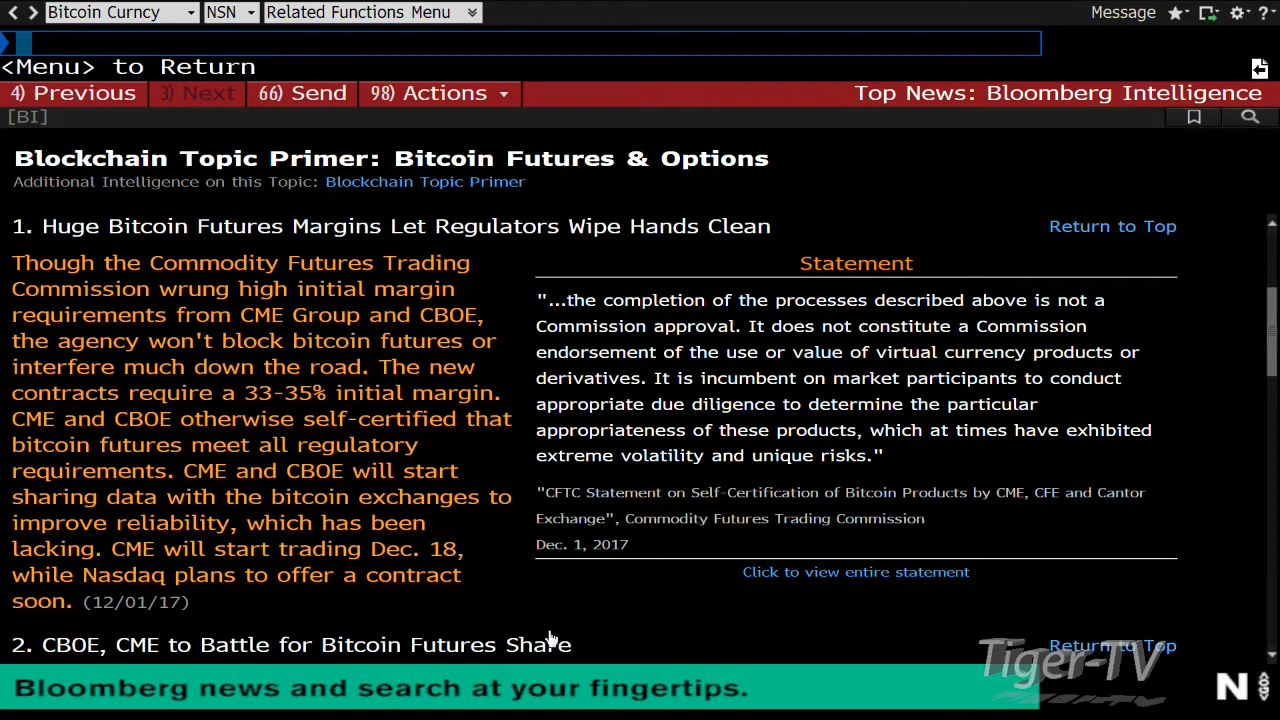 Bitcoin Curncy NSN Related Functions Menu Message
<Menu> to Return
4) Previous 3) Next 66) Send 98) Actions Top News: Bloomberg Intelligence
[BI]
Blockchain Topic Primer: Bitcoin Futures & Options
Additional Intelligence on this Topic: Blockchain Topic Primer
1. Huge Bitcoin Futures Margins Let Regulators Wipe Hands Clean Return to Top
Though the Commodity Futures Trading
Commission wrung high initial margin
requirements from CME Group and CBOE,
the agency won't block bitcoin futures or
interfere much down the road. The new
contracts require a 33-35% initial margin.
CME and CBOE otherwise self-certified that
bitcoin futures meet all regulatory
requirements. CME and CBOE will start
sharing data with the bitcoin exchanges to
improve reliability, which has been
lacking. CME will start trading Dec. 18,
while Nasdaq plans to offer a contract
soon. (12/01/17)
Statement
"...the completion of the processes described above is not a
Commission approval. It does not constitute a Commission
endorsement of the use or value of virtual currency products or
derivatives. It is incumbent on market participants to conduct
appropriate due diligence to determine the particular
appropriateness of these products, which at times have exhibited
extreme volatility and unique risks."
"CFTC Statement on Self-Certification of Bitcoin Products by CME, CFE and Cantor
Exchange", Commodity Futures Trading Commission
Dec. 1, 2017
Click to view entire statement
2. CBOE, CME to Battle for Bitcoin Futures Share Return to Top
Tiger-TV
Bloomberg news and search at your fingertips.
N